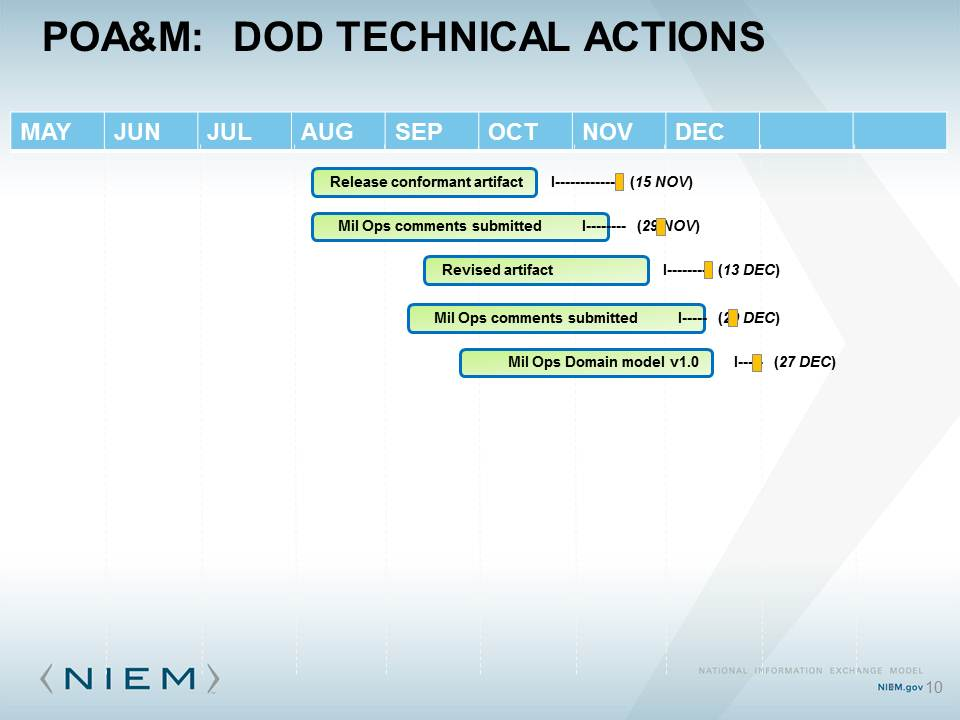 POA&M: DOD TECHNICAL ACTIONS
MAY JUN JUL AUG SEP OCT NOV DEC
Release conformant artifact I------------ (15 NOV)
Mil Ops comments submitted I-------- (29 NOV)
Revised artifact I-------- (13 DEC)
Mil Ops comments submitted I----- ( DEC)
Mil Ops Domain model v1.0 I----- (27 DEC)
NIEM
NATIONAL INFORMATION EXCHANGE MODEL
NIEM.gov 10